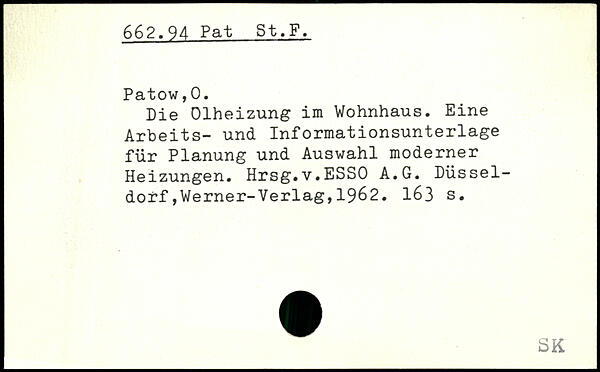 662.94 Pat  St.F.
Patow,O.
Die Olheizung im Wohnhaus. Eine
Arbeits- und Informationsunterlage
für Planung und Auswahl moderner
Heizungen. Hrsg.v.ESSO A.G. Düssel-
dorf,Werner-Verlag,1962. 163 s.
SK